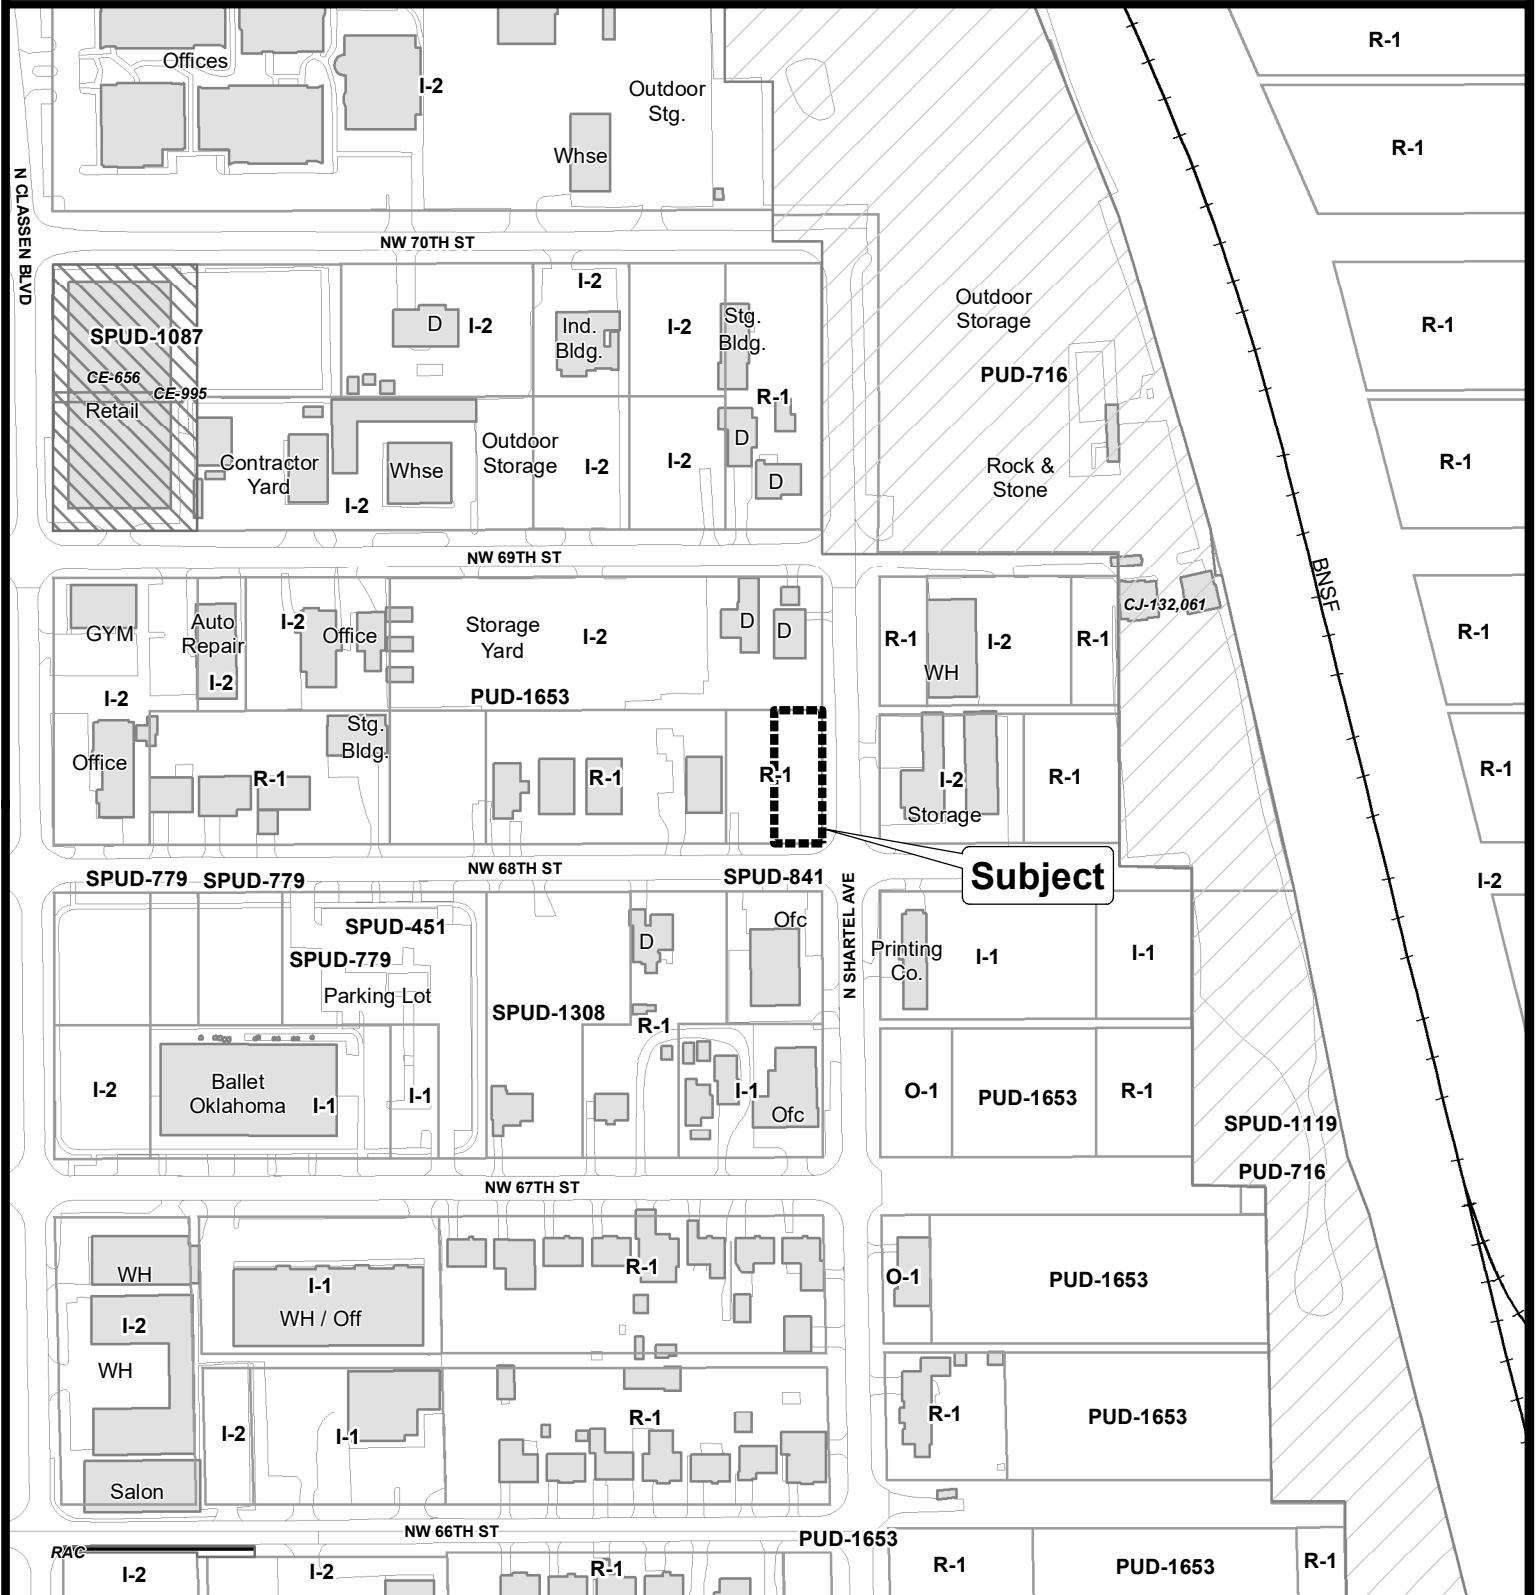 R-1
Offices
I-2
Outdoor
Stg.
R-1
Whse
N CLASSEN BLVD
NW 70TH ST
I-2
Outdoor
Storage
SPUD-1087
D
I-2
Ind.
Bldg.
I-2
Stg.
Bldg.
R-1
CE-656
CE-995
Retail
PUD-716
R-1
Contractor
Yard
Whse
Outdoor
Storage
I-2
I-2
I-2
D
D
Rock &
Stone
R-1
NW 69TH ST
BNSF
GYM
Auto
Repair
I-2
I-2
Office
Storage
Yard
I-2
D
D
R-1
WH
I-2
R-1
CJ-132,061
R-1
I-2
PUD-1653
Office
Stg.
Bldg.
R-1
R-1
R-1
I-2
Storage
R-1
R-1
NW 68TH ST
Subject
SPUD-779
SPUD-779
SPUD-841
I-2
SPUD-451
SPUD-779
Parking Lot
D
Ofc
N SHARTEL AVE
Printing
Co.
I-1
I-1
SPUD-1308
R-1
I-2
Ballet
Oklahoma
I-1
I-1
I-1
Ofc
O-1
PUD-1653
R-1
SPUD-1119
PUD-716
NW 67TH ST
WH
I-2
WH
I-1
WH / Off
R-1
O-1
PUD-1653
I-2
I-1
R-1
R-1
PUD-1653
Salon
NW 66TH ST
PUD-1653
RAC
I-2
I-2
R-1
R-1
PUD-1653
R-1